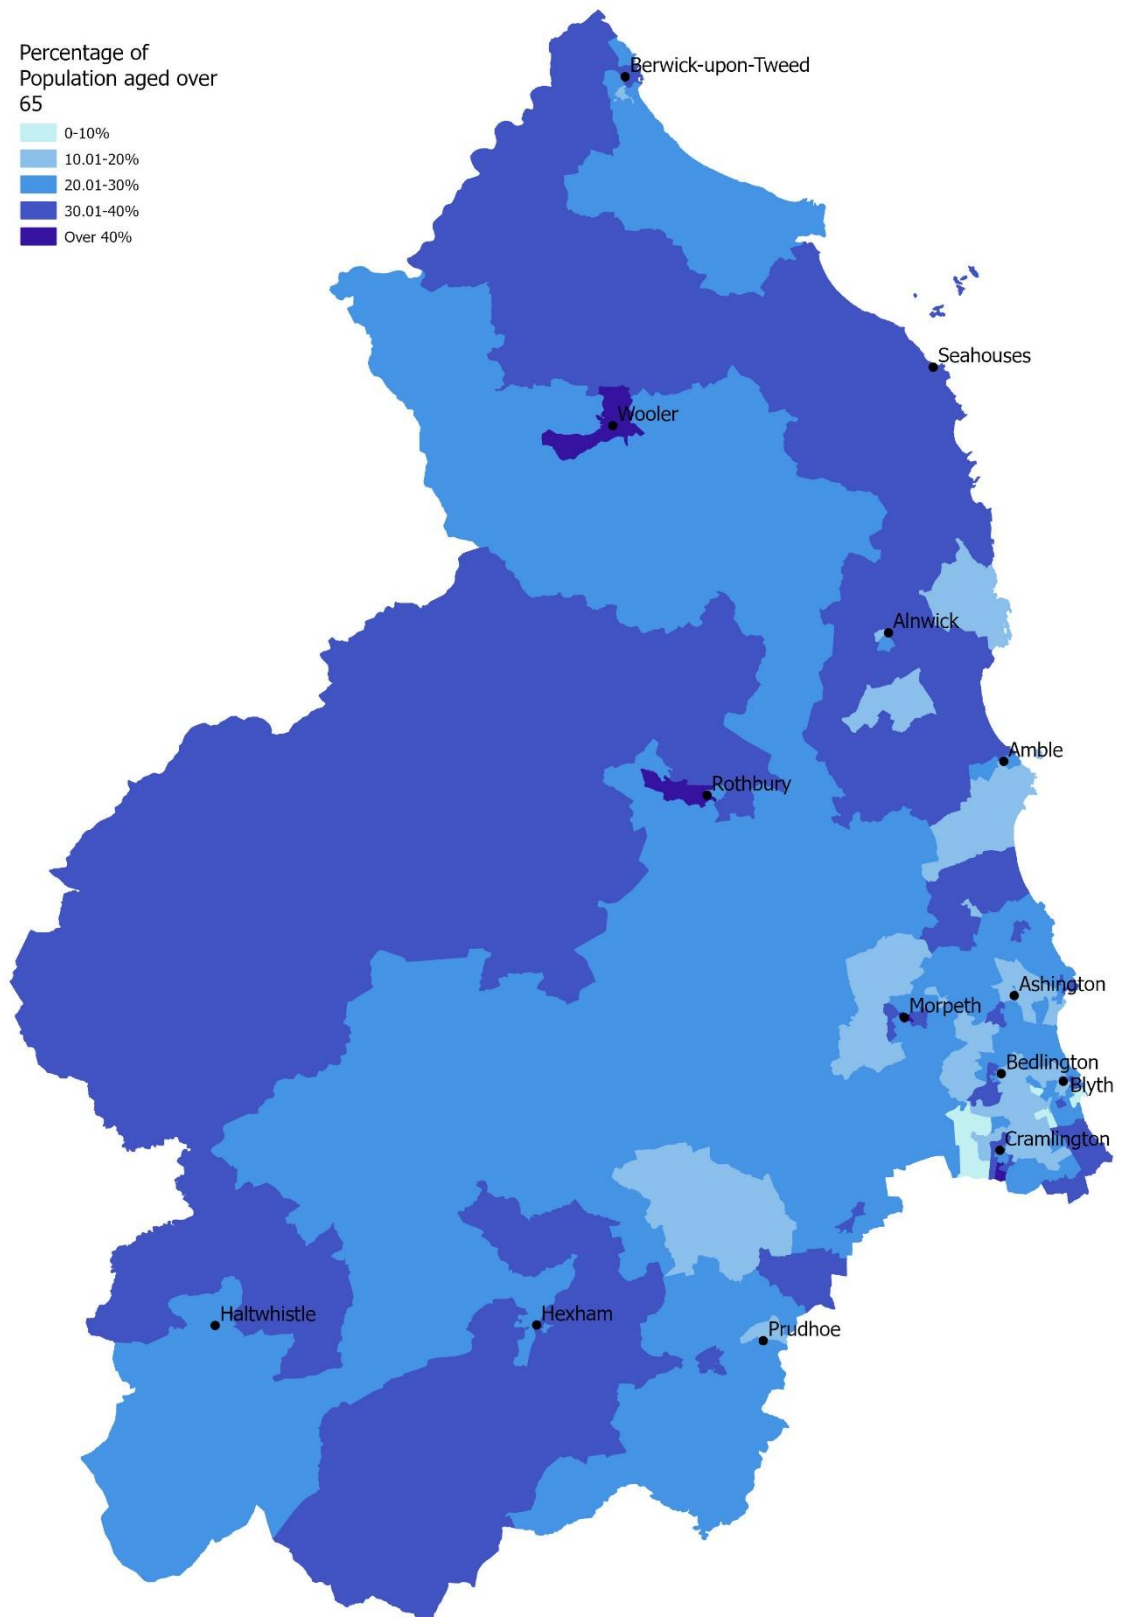 Percentage of
Population aged over
65
0-10%
10.01-20%
20.01-30%
30.01-40%
Over 40%
Berwick-upon-Tweed
Seahouses
Wooler
Alnwick
Amble
Rothbury
Ashington
Morpeth
Bedlington
Blyth
Cramlington
Haltwhistle
Hexham
Prudhoe